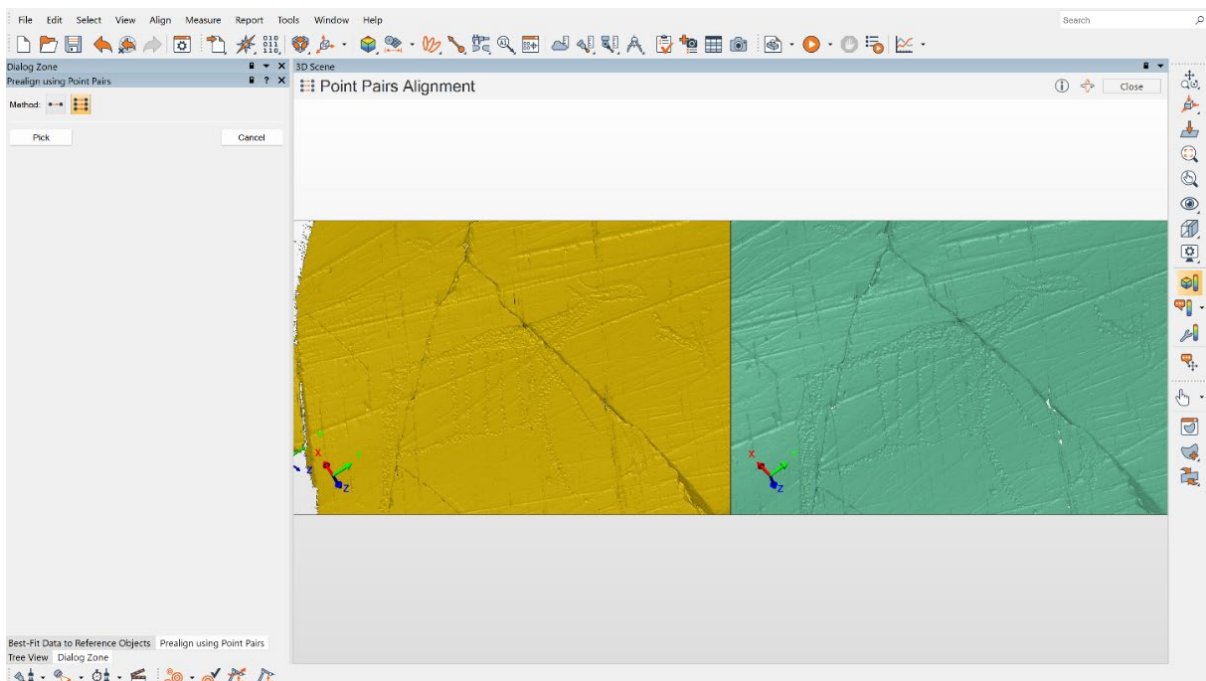 File Edit Select View Align Measure Report Tools Window Help
Search
Dialog Zone
3D Scene
Prealign using Point Pairs
Point Pairs Alignment
Close
Method:
Pick
Cancel
X
Y
Z
X
Y
Z
Best-Fit Data to Reference Objects
Prealign using Point Pairs
Tree View
Dialog Zone